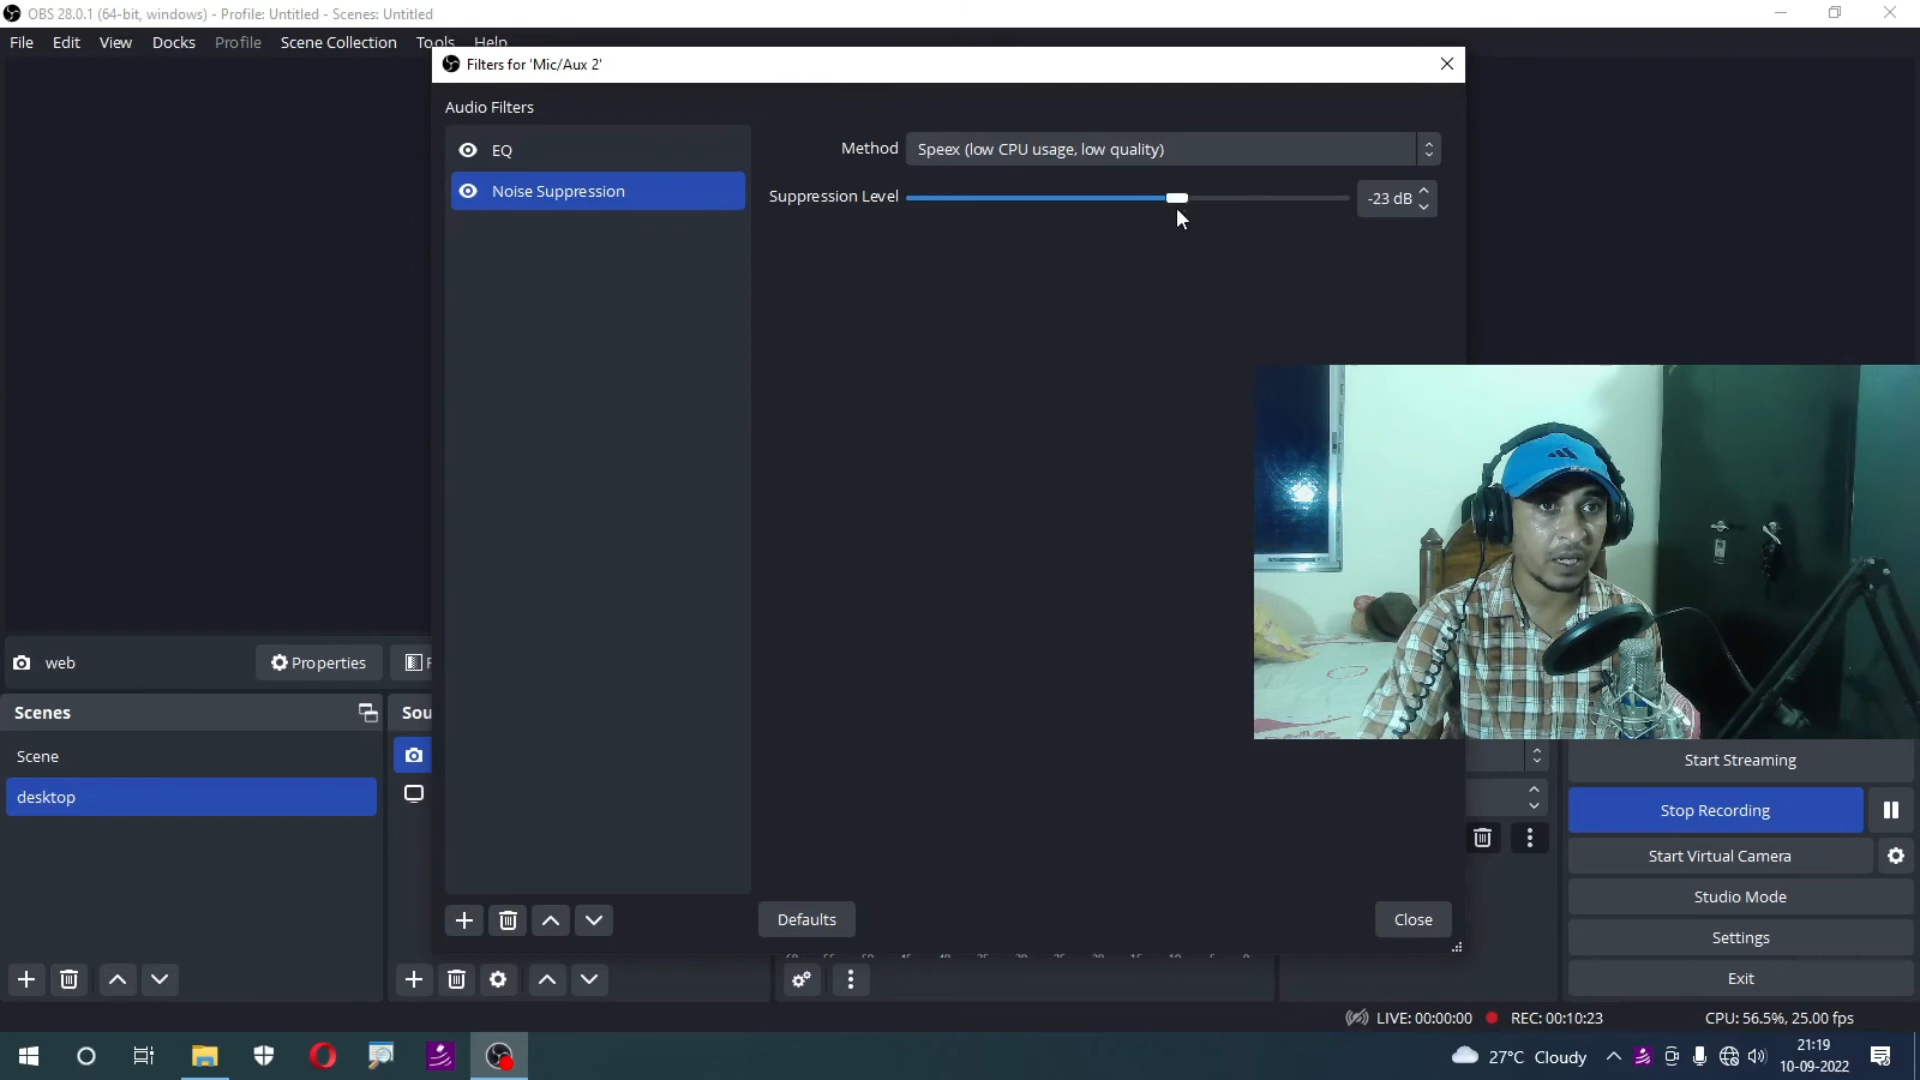 OBS 28.0.1 (64-bit, windows) - Profile: Untitled - Scenes: Untitled
File Edit View Docks Profile Scene Collection Tools Help
Filters for 'Mic/Aux 2'
Audio Filters
EQ
Noise Suppression
Method Speex (low CPU usage, low quality)
Suppression Level -23 dB
web
Properties
F
Scenes
Sou
Scene
desktop
Defaults
Close
Start Streaming
Stop Recording
Start Virtual Camera
Studio Mode
Settings
Exit
LIVE: 00:00:00 REC: 00:10:23 CPU: 56.5%, 25.00 fps
27°C Cloudy
21:19
10-09-2022